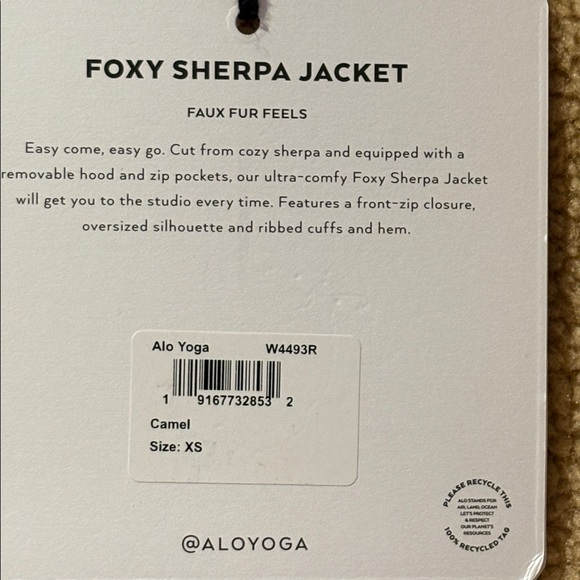 FOXY SHERPA JACKET
FAUX FUR FEELS
Easy come, easy go. Cut from cozy sherpa and equipped with a
removable hood and zip pockets, our ultra-comfy Foxy Sherpa Jacket
will get you to the studio every time. Features a front-zip closure,
oversized silhouette and ribbed cuffs and hem.
Alo Yoga W4493R
1 9167732853 2
Camel
Size: XS
@ALOYOGA
PLEASE RECYCLE THIS
ALO STANDS FOR
AIR, LAND, OCEAN
LET'S PROTECT
& RESPECT
OUR PLANET'S
RESOURCES
100% RECYCLED TAG